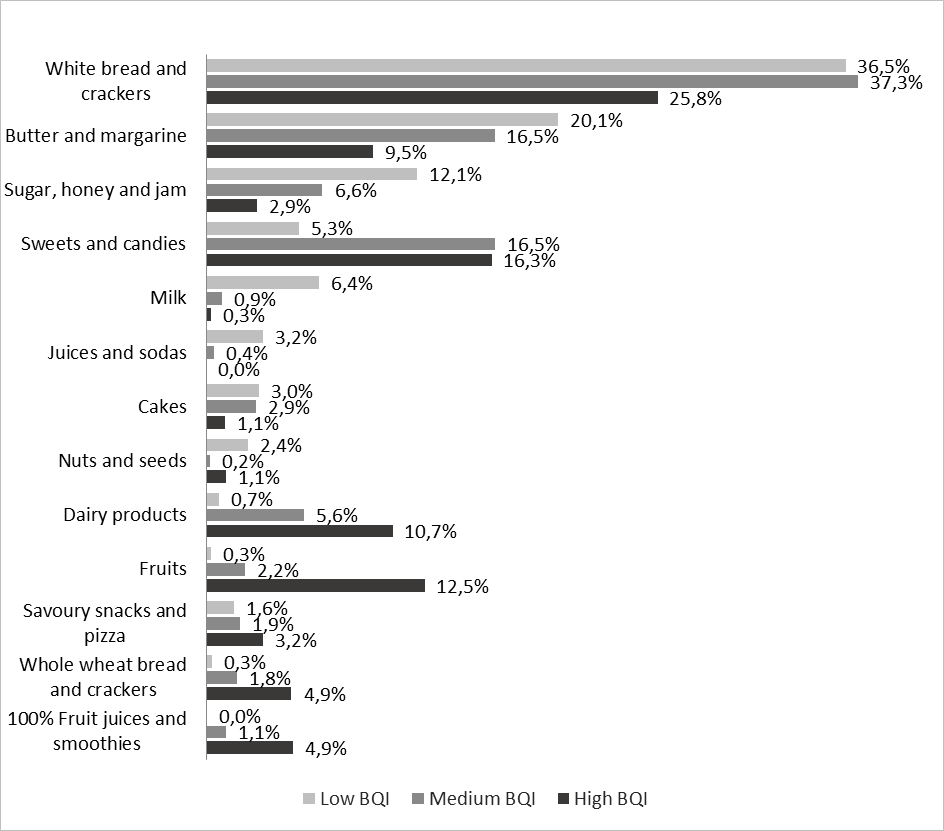 White bread and
crackers
36,5%
37,3%
25,8%
Butter and margarine
20,1%
16,5%
9,5%
Sugar, honey and jam
12,1%
6,6%
2,9%
Sweets and candies
5,3%
16,5%
16,3%
Milk
6,4%
0,9%
0,3%
Juices and sodas
3,2%
0,4%
0,0%
Cakes
3,0%
2,9%
1,1%
Nuts and seeds
2,4%
0,2%
1,1%
Dairy products
0,7%
5,6%
10,7%
Fruits
0,3%
2,2%
12,5%
Savoury snacks and
pizza
1,6%
1,9%
3,2%
Whole wheat bread
and crackers
0,3%
1,8%
4,9%
100% Fruit juices and
smoothies
0,0%
1,1%
4,9%
Low BQI Medium BQI High BQI